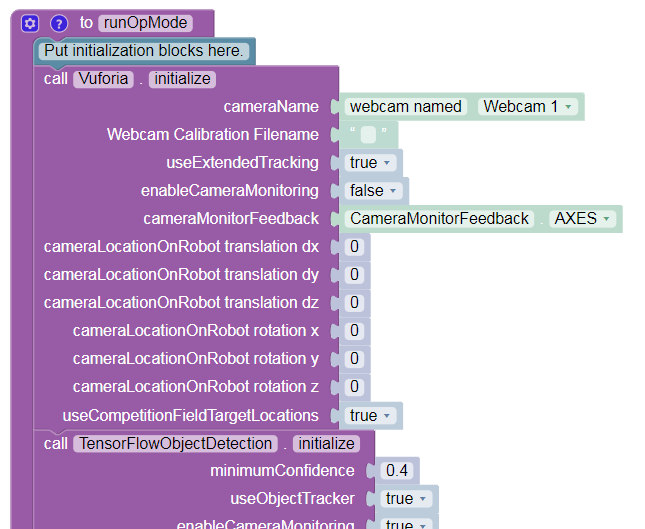 to runOpMode
Put initialization blocks here.
call Vuforia . initialize
cameraName webcam named Webcam 1
Webcam Calibration Filename “ ”
useExtendedTracking true
enableCameraMonitoring false
cameraMonitorFeedback CameraMonitorFeedback . AXES
cameraLocationOnRobot translation dx 0
cameraLocationOnRobot translation dy 0
cameraLocationOnRobot translation dz 0
cameraLocationOnRobot rotation x 0
cameraLocationOnRobot rotation y 0
cameraLocationOnRobot rotation z 0
useCompetitionFieldTargetLocations true
call TensorFlowObjectDetection . initialize
minimumConfidence 0.4
useObjectTracker true
enableCameraMonitoring true